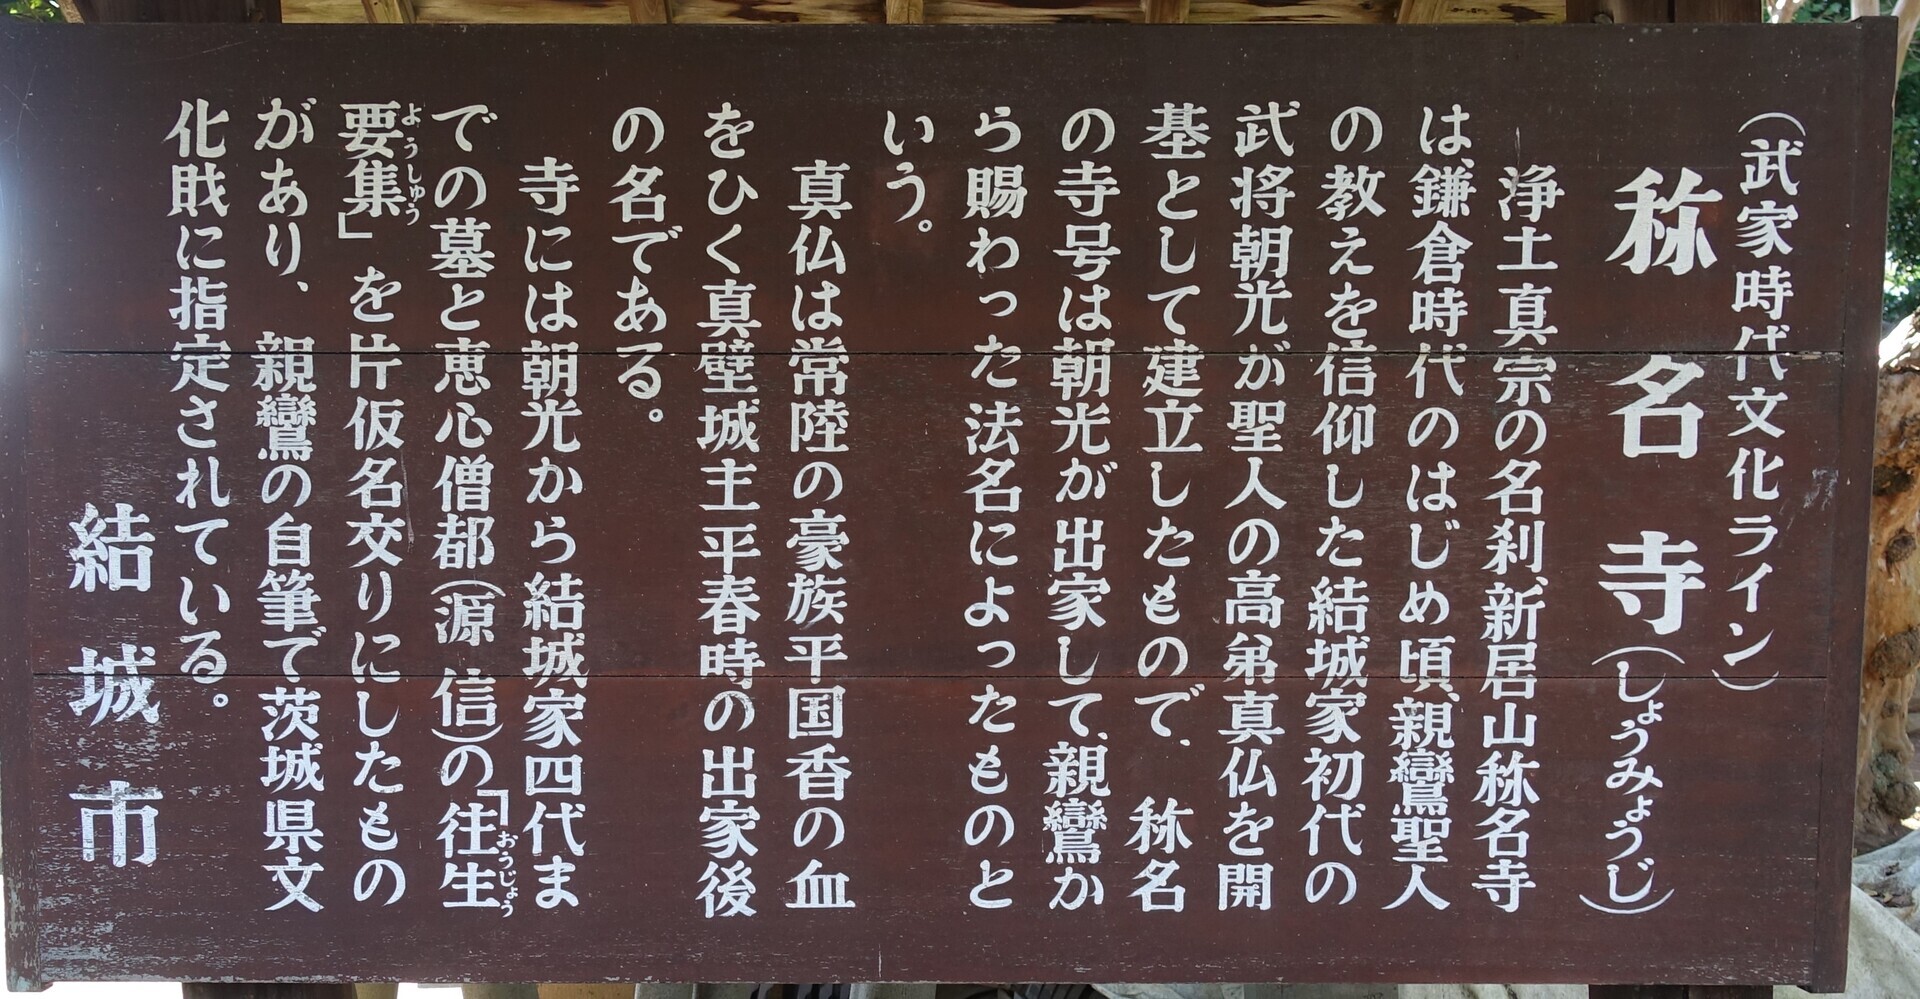 （武家時代文化ライン）
称名寺（しょうみょうじ）
浄土真宗の名刹、新居山称名寺
は、鎌倉時代のはじめ頃、親鸞聖人
の教えを信仰した結城家初代の
武将朝光が聖人の高弟真仏を開
基として建立したもので、称名
の寺号は朝光が出家して、親鸞か
ら賜わった法名によったものと
いう。
真仏は常陸の豪族平国香の血
をひく真壁城主平春時の出家後
の名である。
寺には朝光から結城家四代ま
での墓と恵心僧都（源信）の「往生
おうじょう
要集」を片仮名交りにしたもの
ようしゅう
があり、親鸞の自筆で茨城県文
化財に指定されている。
結城市